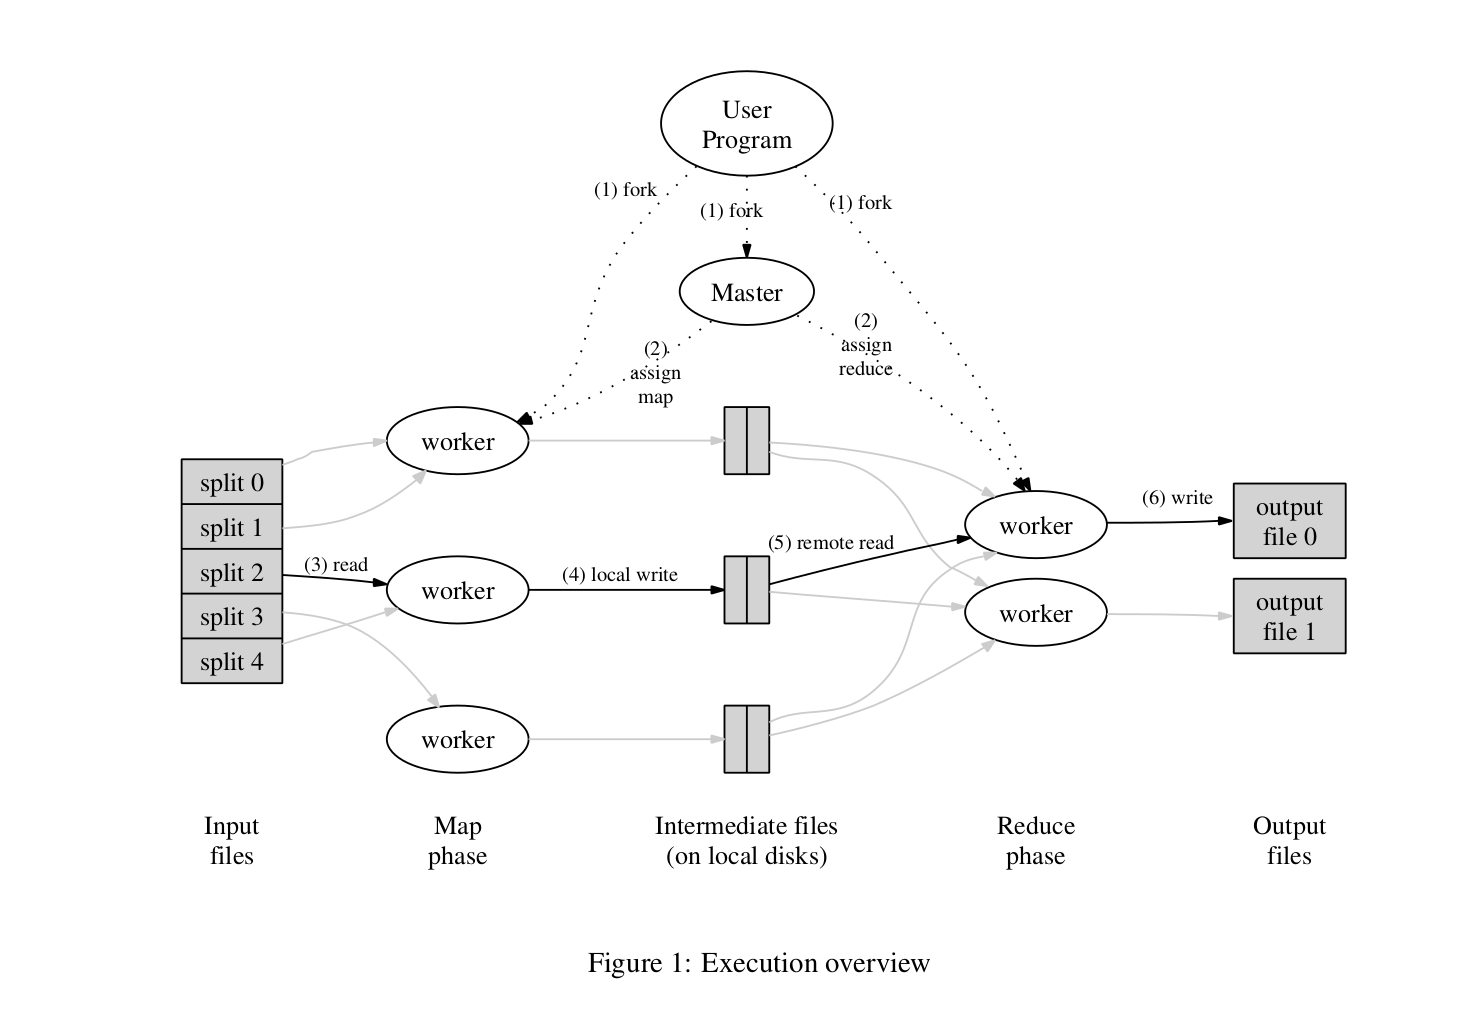 User
Program
(1) fork
(1) fork
(1) fork
Master
(2)
assign
map
(2)
assign
reduce
worker
split 0
split 1
split 2
split 3
split 4
(3) read
worker
(4) local write
worker
(5) remote read
worker
worker
(6) write
output
file 0
output
file 1
Input
files
Map
phase
Intermediate files
(on local disks)
Reduce
phase
Output
files
Figure 1: Execution overview